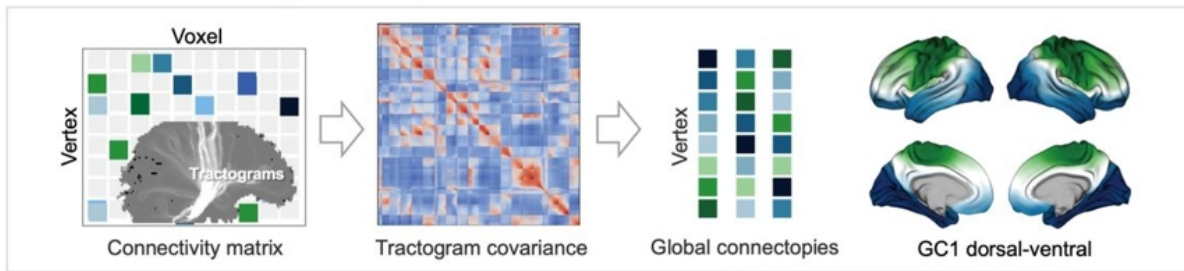 Voxel
Vertex
Tractograms
Connectivity matrix
Tractogram covariance
Vertex
Global connectopies
GC1 dorsal-ventral